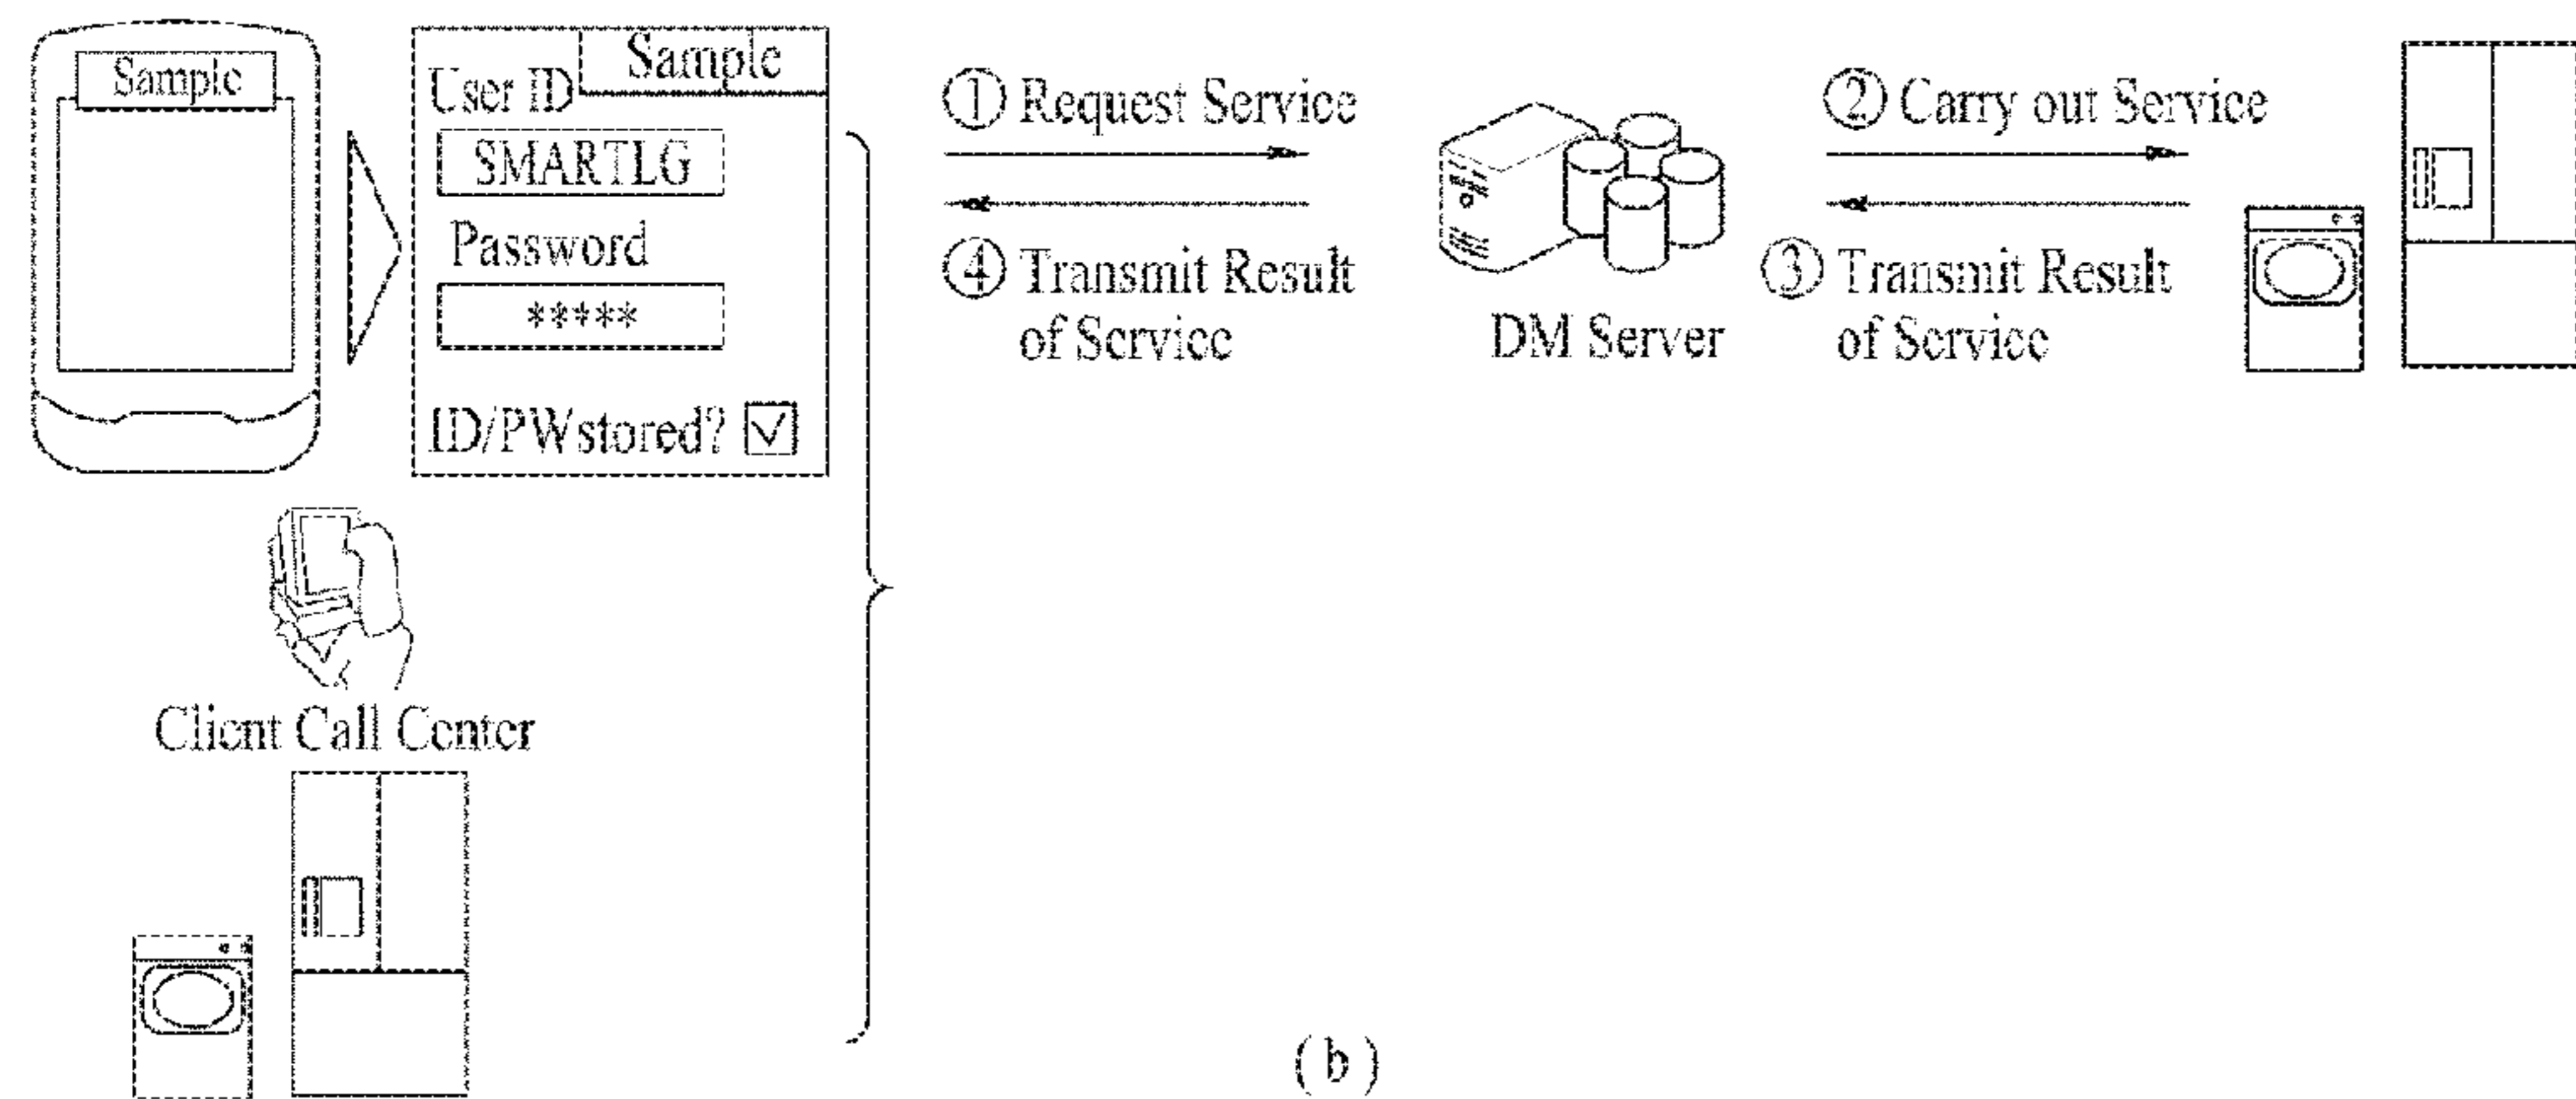 Sample
User ID
Sample
SMARTLG
Password
*****
ID/PWstored?
Client Call Center
① Request Service
④ Transmit Result
of Service
DM Server
② Carry out Service
③ Transmit Result
of Service
( b )